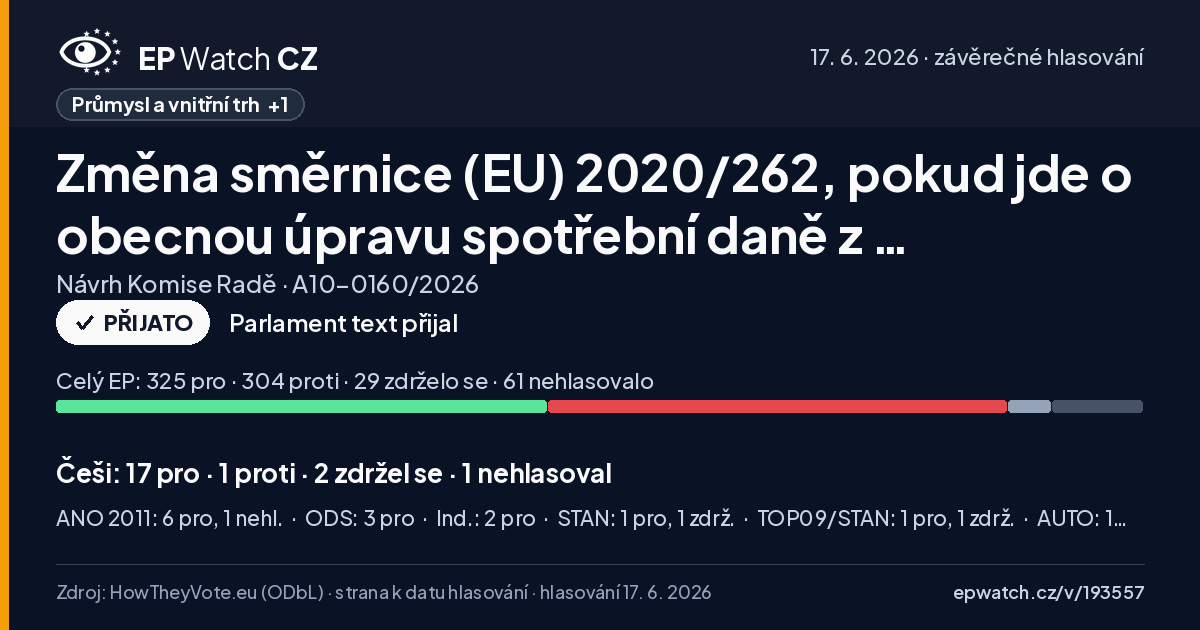 EP Watch CZ
17. 6. 2026 · závěrečné hlasování
Průmysl a vnitřní trh +1
Změna směrnice (EU) 2020/262, pokud jde o
obecnou úpravu spotřební daně z …
Návrh Komise Radě · A10–0160/2026
✓ PŘIJATO Parlament text přijal
Celý EP: 325 pro · 304 proti · 29 zdrželo se · 61 nehlasovalo
Češi: 17 pro · 1 proti · 2 zdržel se · 1 nehlasoval
ANO 2011: 6 pro, 1 nehl. · ODS: 3 pro · Ind.: 2 pro · STAN: 1 pro, 1 zdrž. · TOP09/STAN: 1 pro, 1 zdrž. · AUTO: 1…
Zdroj: HowTheyVote.eu (ODbL) · strana k datu hlasování · hlasování 17. 6. 2026
epwatch.cz/v/193557